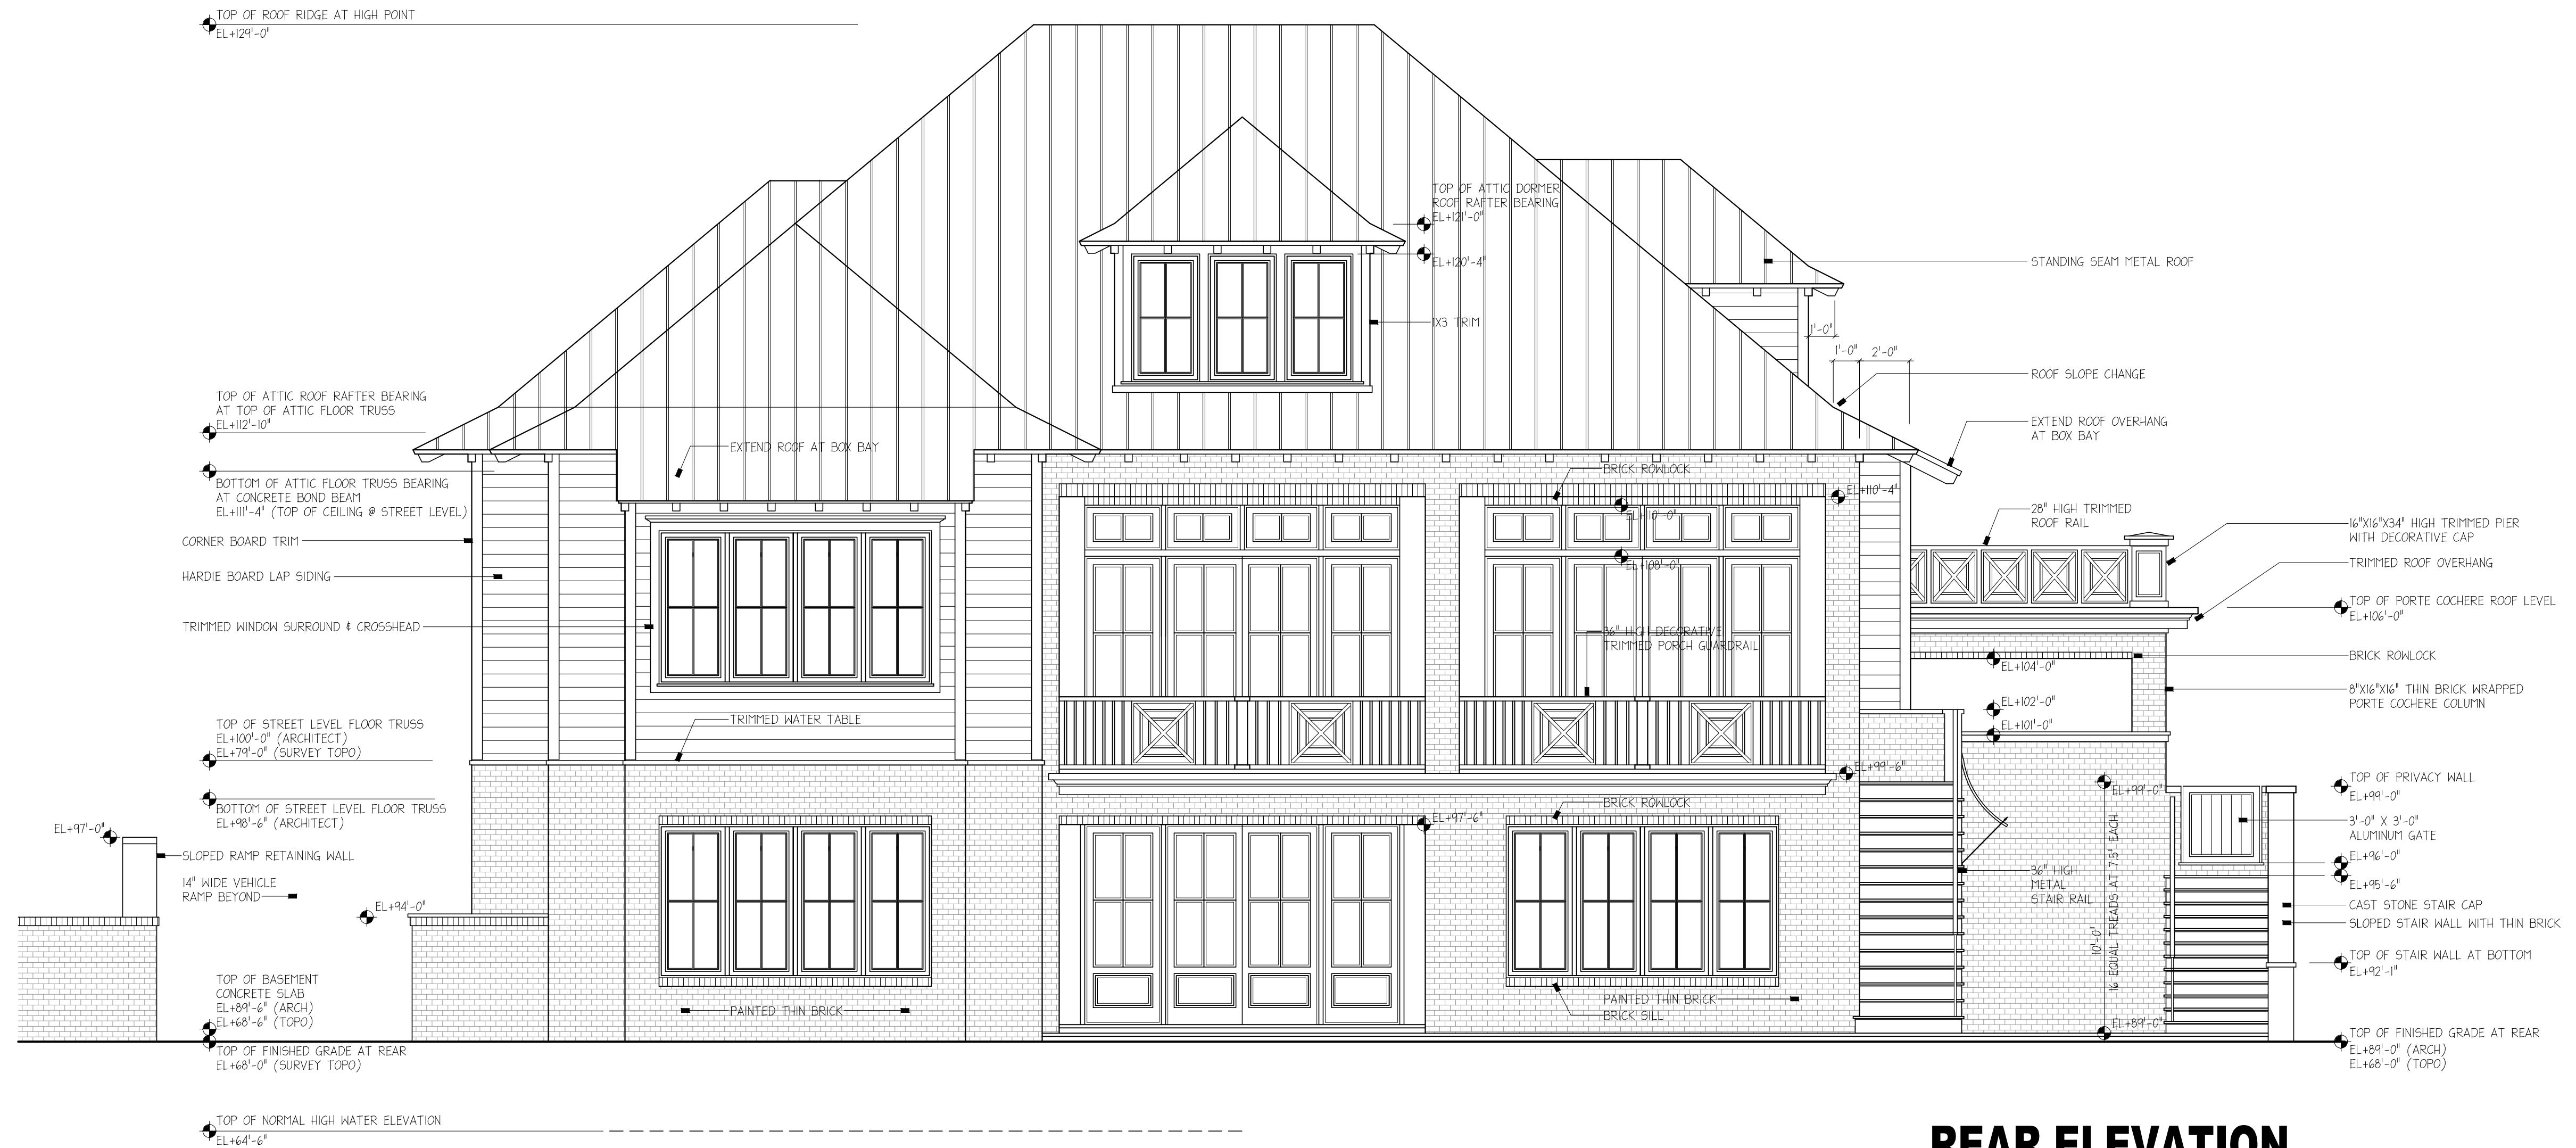 TOP OF ROOF RIDGE AT HIGH POINT
EL+129'-0"
TOP OF ATTIC DORMER
ROOF RAFTER BEARING
EL+121'-0"
EL+120'-4"
STANDING SEAM METAL ROOF
1X3 TRIM
1'-0"
1'-0"
2'-0"
ROOF SLOPE CHANGE
TOP OF ATTIC ROOF RAFTER BEARING
AT TOP OF ATTIC FLOOR TRUSS
EL+112'-10"
EXTEND ROOF OVERHANG
AT BOX BAY
EXTEND ROOF AT BOX BAY
BRICK ROWLOCK
BOTTOM OF ATTIC FLOOR TRUSS BEARING
AT CONCRETE BOND BEAM
EL+111'-4" (TOP OF CEILING @ STREET LEVEL)
EL+110'-4"
EL+110'-0"
28" HIGH TRIMMED
ROOF RAIL
16"X16"X34" HIGH TRIMMED PIER
WITH DECORATIVE CAP
CORNER BOARD TRIM
EL+108'-0"
TRIMMED ROOF OVERHANG
HARDIE BOARD LAP SIDING
TOP OF PORTE COCHERE ROOF LEVEL
EL+106'-0"
TRIMMED WINDOW SURROUND & CROSSHEAD
36" HIGH DECORATIVE
TRIMMED PORCH GUARDRAIL
BRICK ROWLOCK
EL+104'-0"
8"X16"X16" THIN BRICK WRAPPED
PORTE COCHERE COLUMN
EL+102'-0"
TRIMMED WATER TABLE
EL+101'-0"
TOP OF STREET LEVEL FLOOR TRUSS
EL+100'-0" (ARCHITECT)
EL+79'-0" (SURVEY TOPO)
EL+99'-6"
TOP OF PRIVACY WALL
EL+99'-0"
EL+99'-0"
BOTTOM OF STREET LEVEL FLOOR TRUSS
EL+98'-6" (ARCHITECT)
BRICK ROWLOCK
EL+97'-6"
EL+97'-0"
3'-0" X 3'-0"
ALUMINUM GATE
SLOPED RAMP RETAINING WALL
EL+96'-0"
14" WIDE VEHICLE
RAMP BEYOND
36" HIGH
METAL
STAIR RAIL
EL+95'-6"
CAST STONE STAIR CAP
EL+94'-0"
SLOPED STAIR WALL WITH THIN BRICK
10'-0"
16 EQUAL TREADS AT 7.5" EACH
TOP OF STAIR WALL AT BOTTOM
EL+92'-1"
TOP OF BASEMENT
CONCRETE SLAB
EL+89'-6" (ARCH)
EL+68'-6" (TOPO)
PAINTED THIN BRICK
PAINTED THIN BRICK
BRICK SILL
EL+89'-0"
TOP OF FINISHED GRADE AT REAR
EL+89'-0" (ARCH)
EL+68'-0" (TOPO)
TOP OF FINISHED GRADE AT REAR
EL+68'-0" (SURVEY TOPO)
TOP OF NORMAL HIGH WATER ELEVATION
EL+64'-6"
REAR ELEVATION